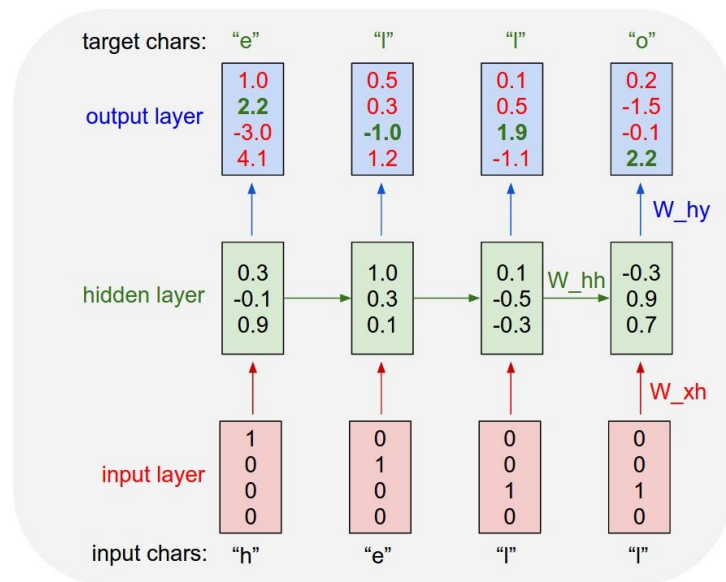 target chars: “e” “l” “l” “o”
1.0 0.5 0.1 0.2
2.2 0.3 0.5 -1.5
output layer -3.0 -1.0 1.9 -0.1
4.1 1.2 -1.1 2.2
W_hy
0.3 1.0 0.1 -0.3
hidden layer -0.1 0.3 -0.5 W_hh 0.9
0.9 0.1 -0.3 0.7
W_xh
1 0 0 0
input layer 0 1 0 0
0 0 1 1
0 0 0 0
input chars: “h” “e” “l” “l”